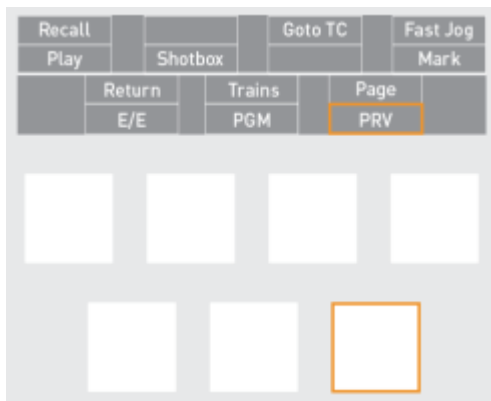 Recall Goto TC Fast Jog
Play Shotbox Mark
Return Trains Page
E/E PGM PRV